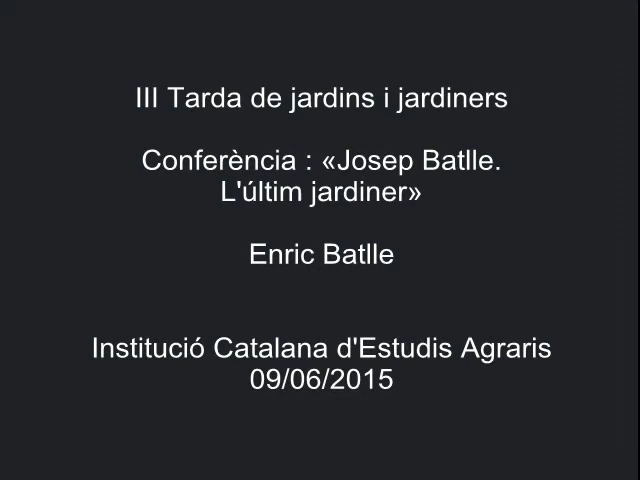 III Tarda de jardins i jardiners
Conferència : «Josep Batlle.
L'últim jardiner»
Enric Batlle
Institució Catalana d'Estudis Agraris
09/06/2015